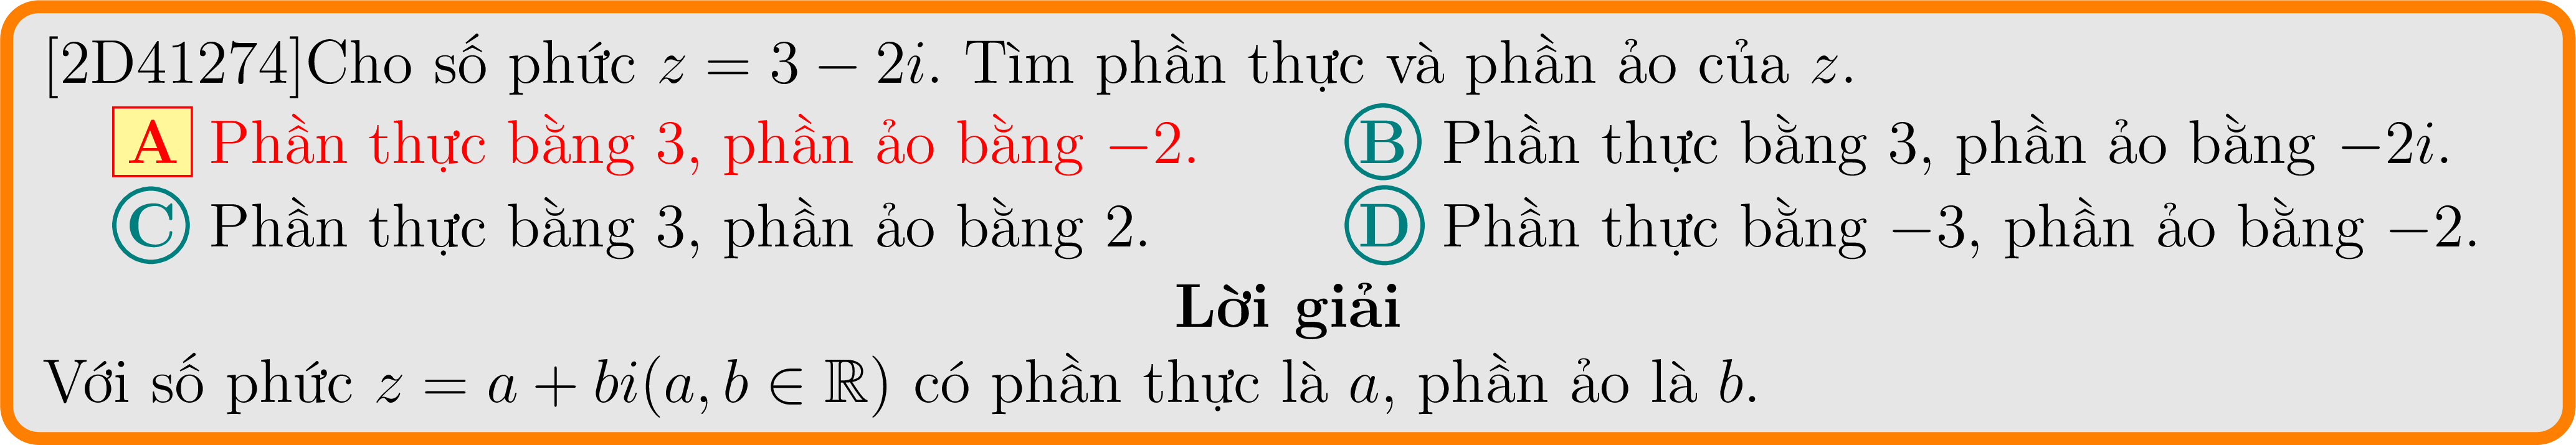 [2D41274]Cho số phức z = 3 − 2i. Tìm phần thực và phần ảo của z.
A Phần thực bằng 3, phần ảo bằng −2. B Phần thực bằng 3, phần ảo bằng −2i.
C Phần thực bằng 3, phần ảo bằng 2. D Phần thực bằng −3, phần ảo bằng −2.
Lời giải
Với số phức z = a + bi(a, b ∈ ℝ) có phần thực là a, phần ảo là b.